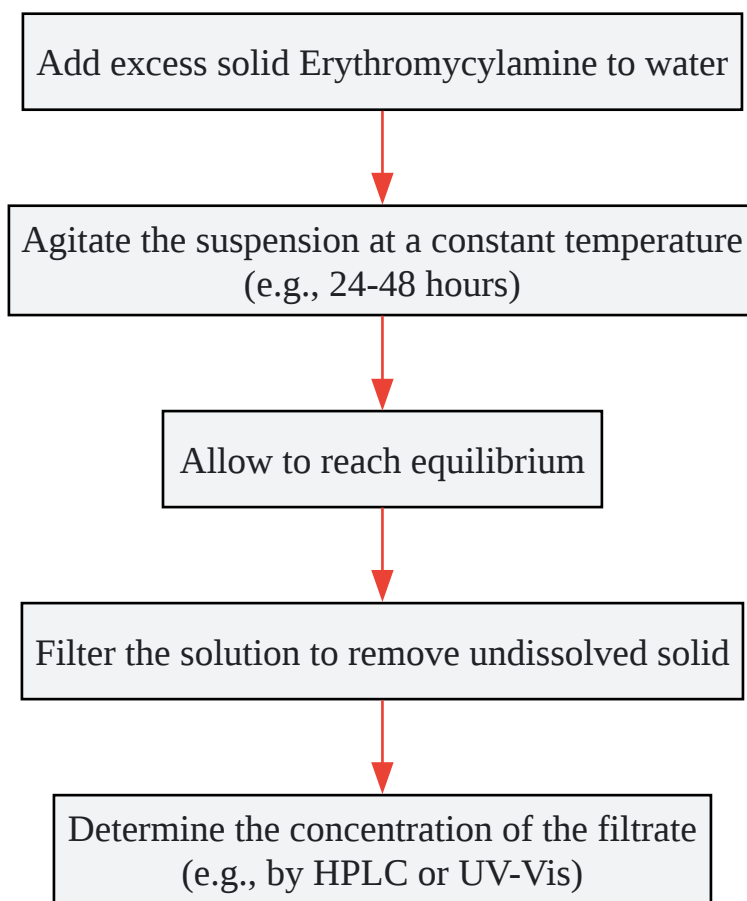 Add excess solid Erythromycylamine to water
Agitate the suspension at a constant temperature
(e.g., 24-48 hours)
Allow to reach equilibrium
Filter the solution to remove undissolved solid
Determine the concentration of the filtrate
(e.g., by HPLC or UV-Vis)